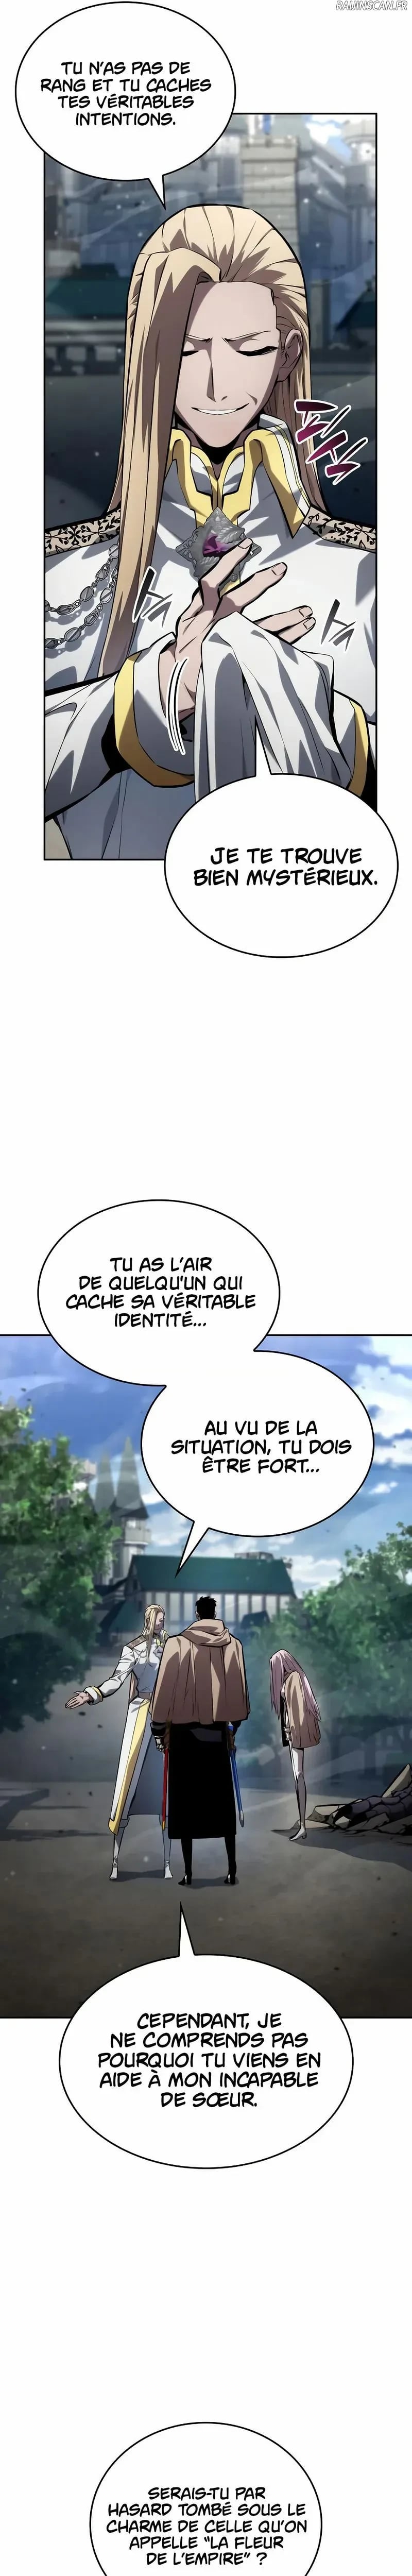 RAIJINSCAN.FR
TU N'AS PAS DE
RANG ET TU CACHES
TES VÉRITABLES
INTENTIONS.
JE TE TROUVE
BIEN MYSTÉRIEUX.
TU AS L'AIR
DE QUELQU'UN QUI
CACHE SA VÉRITABLE
IDENTITÉ...
AU VU DE LA
SITUATION, TU DOIS
ÊTRE FORT...
CEPENDANT, JE
NE COMPRENDS PAS
POURQUOI TU VIENS EN
AIDE À MON INCAPABLE
DE SŒUR.
SERAIS-TU PAR
HASARD TOMBÉ SOUS LE
CHARME DE CELLE QU'ON
APPELLE "LA FLEUR
DE L'EMPIRE" ?